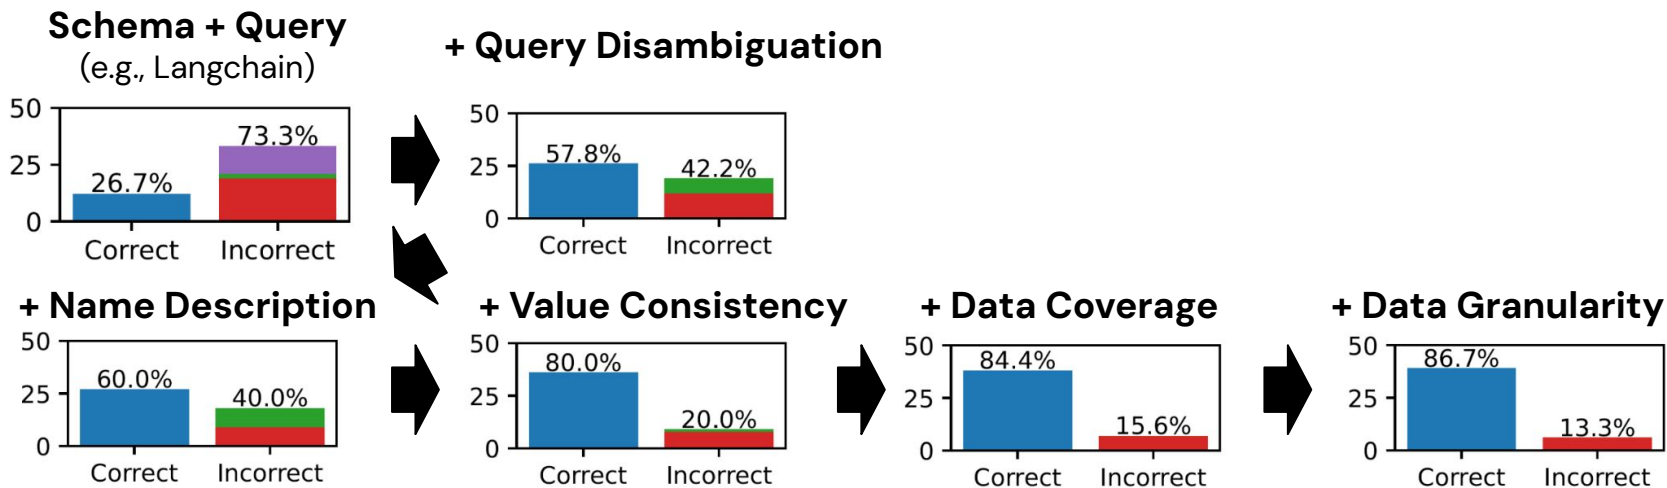 Schema + Query
(e.g., Langchain)
50
25
0
26.7%
73.3%
Correct Incorrect
+ Query Disambiguation
50
25
0
57.8%
42.2%
Correct Incorrect
+ Name Description
50
25
0
60.0%
40.0%
Correct Incorrect
+ Value Consistency
50
25
0
80.0%
20.0%
Correct Incorrect
+ Data Coverage
50
25
0
84.4%
15.6%
Correct Incorrect
+ Data Granularity
50
25
0
86.7%
13.3%
Correct Incorrect